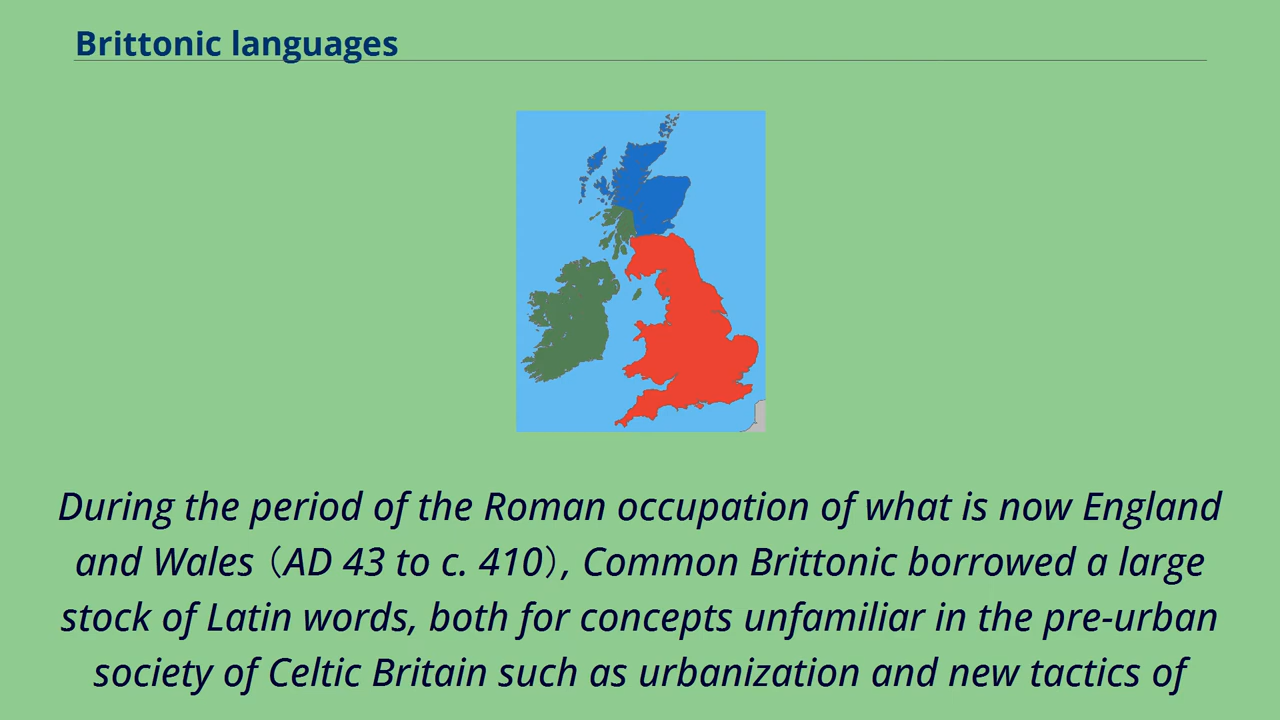 Brittonic languages
During the period of the Roman occupation of what is now England
and Wales (AD 43 to c. 410), Common Brittonic borrowed a large
stock of Latin words, both for concepts unfamiliar in the pre-urban
society of Celtic Britain such as urbanization and new tactics of